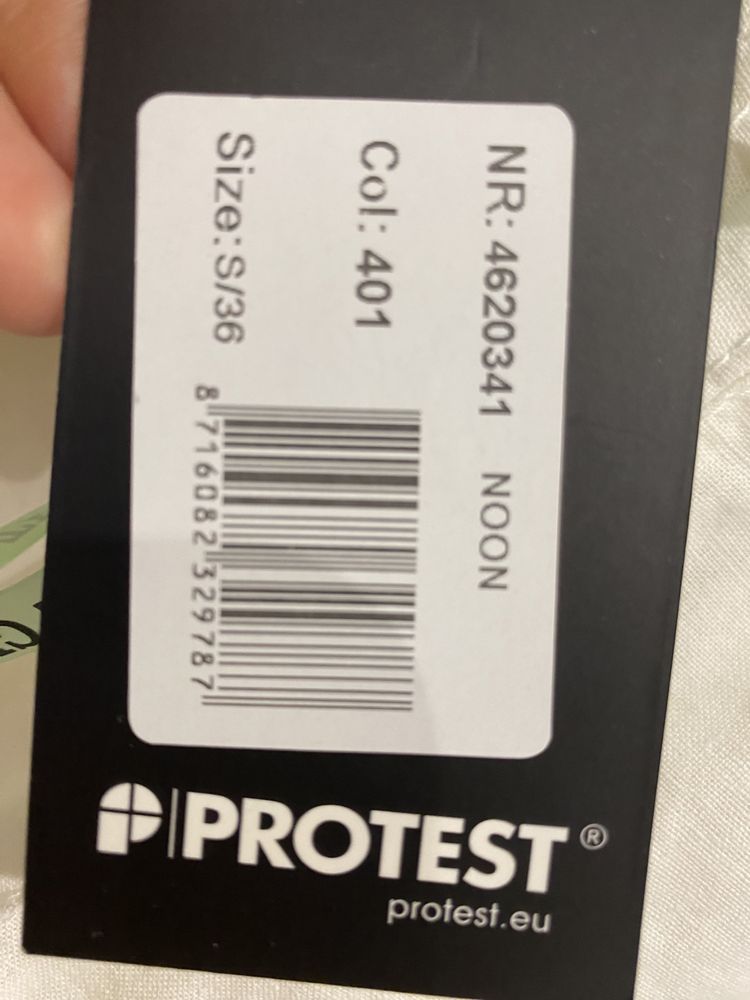 NR: 4620341 NOON
Col: 401
Size: S/36
8 716082 329787
PROTEST®
protest.eu